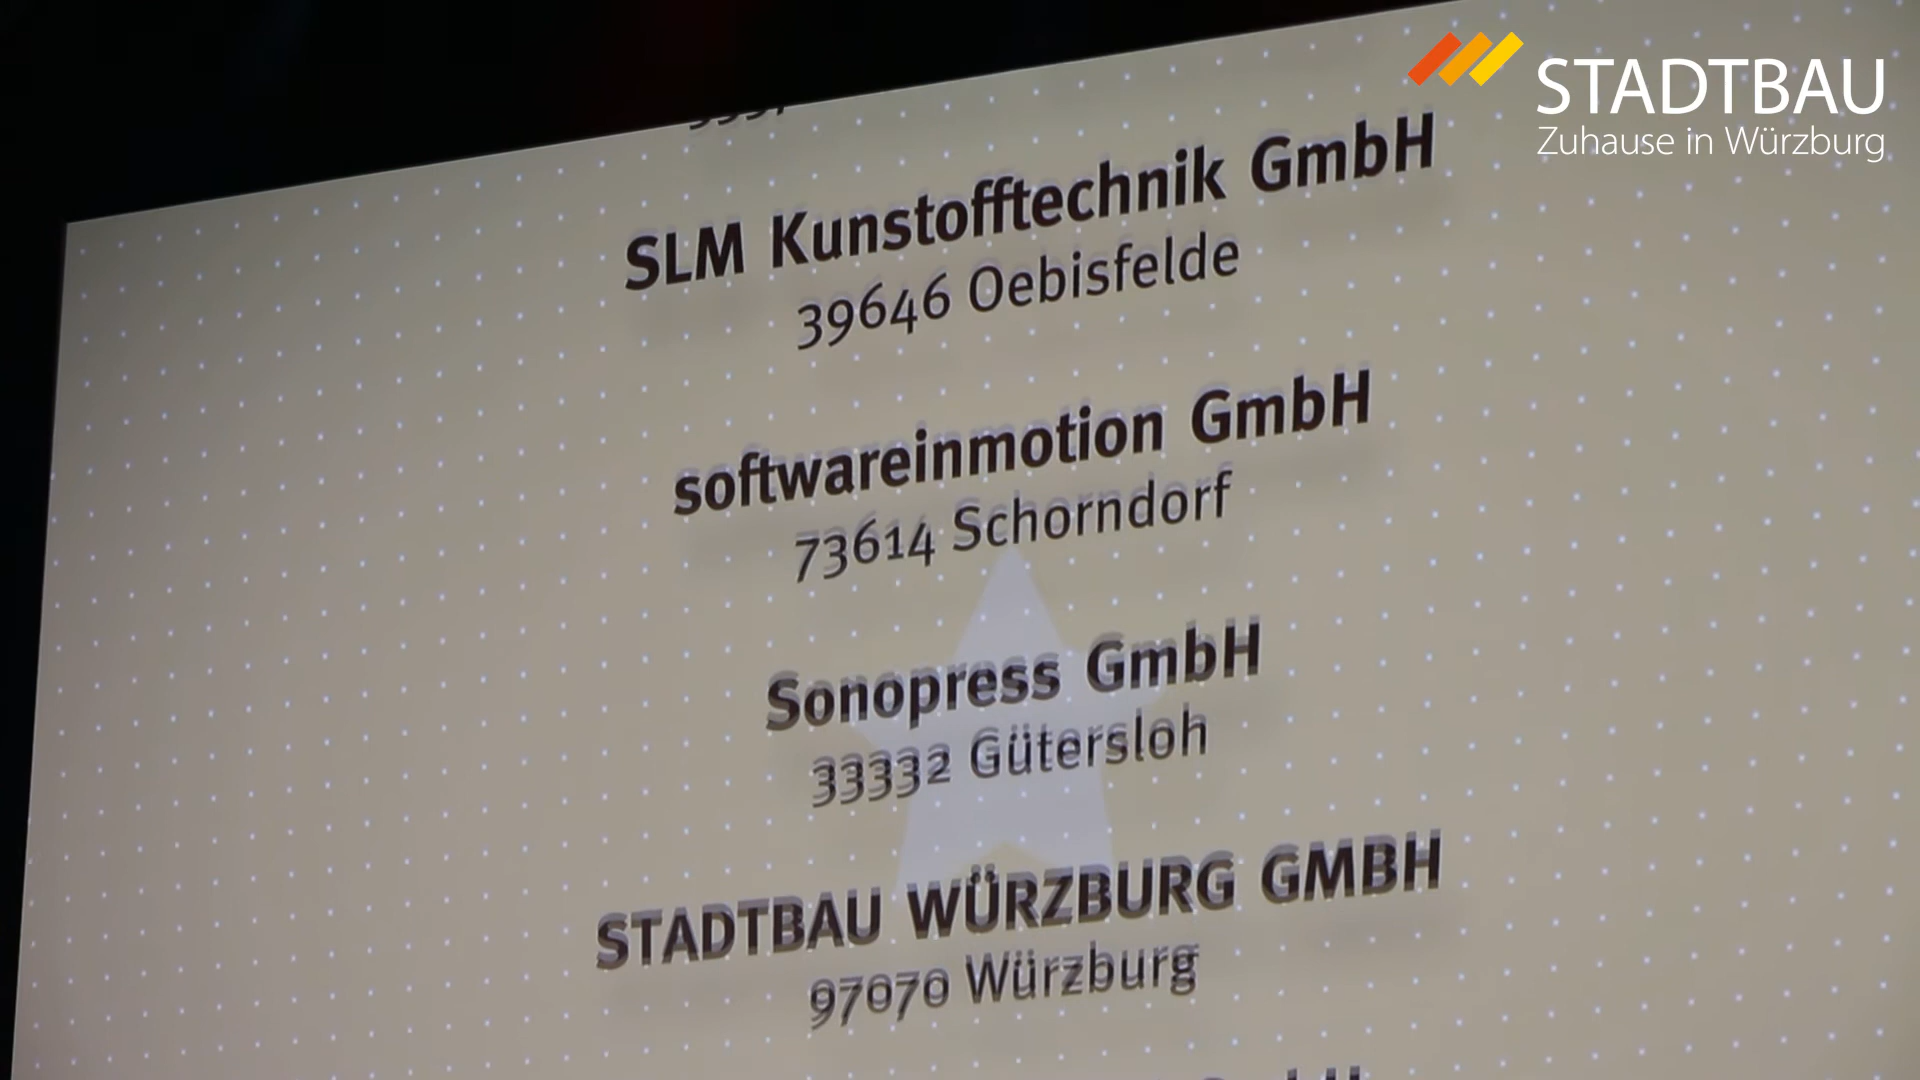 STADTBAU
Zuhause in Würzburg
SLM Kunstofftechnik GmbH
39646 Oebisfelde
softwareinmotion GmbH
73614 Schorndorf
Sonopress GmbH
33332 Gütersloh
STADTBAU WÜRZBURG GMBH
97070 Würzburg